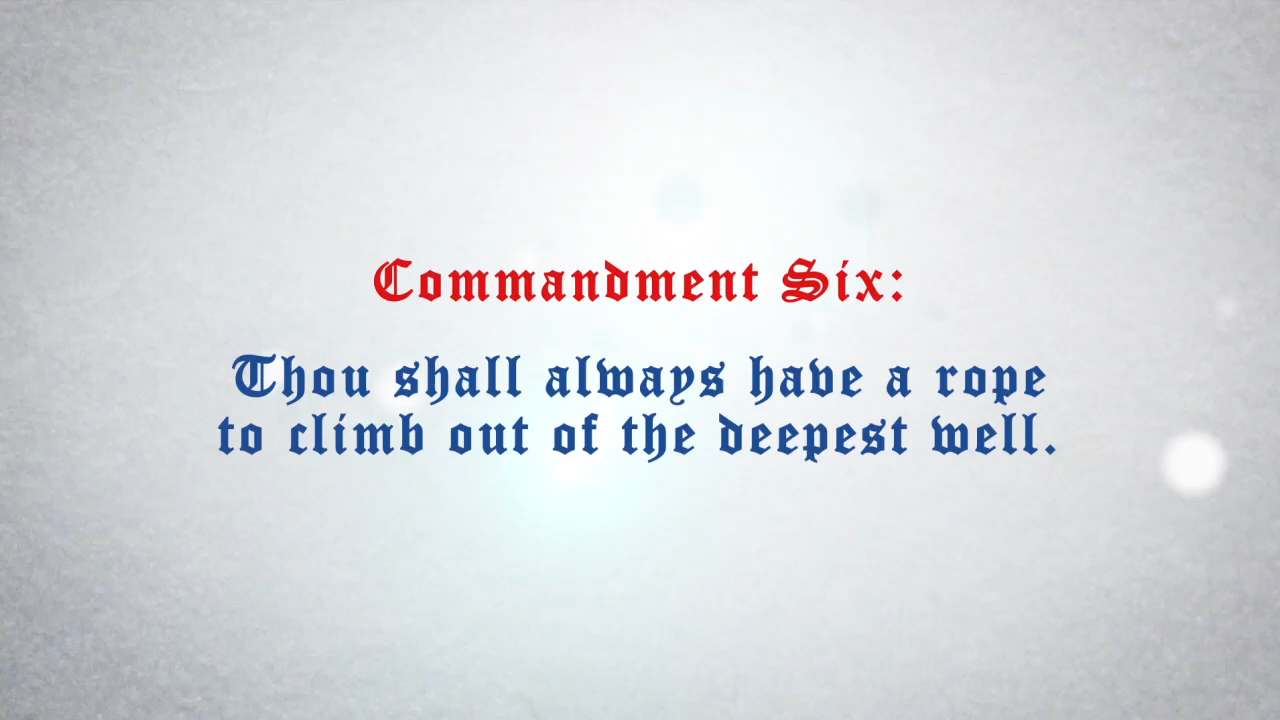 Commandment Six:
Thou shall always have a rope
to climb out of the deepest well.